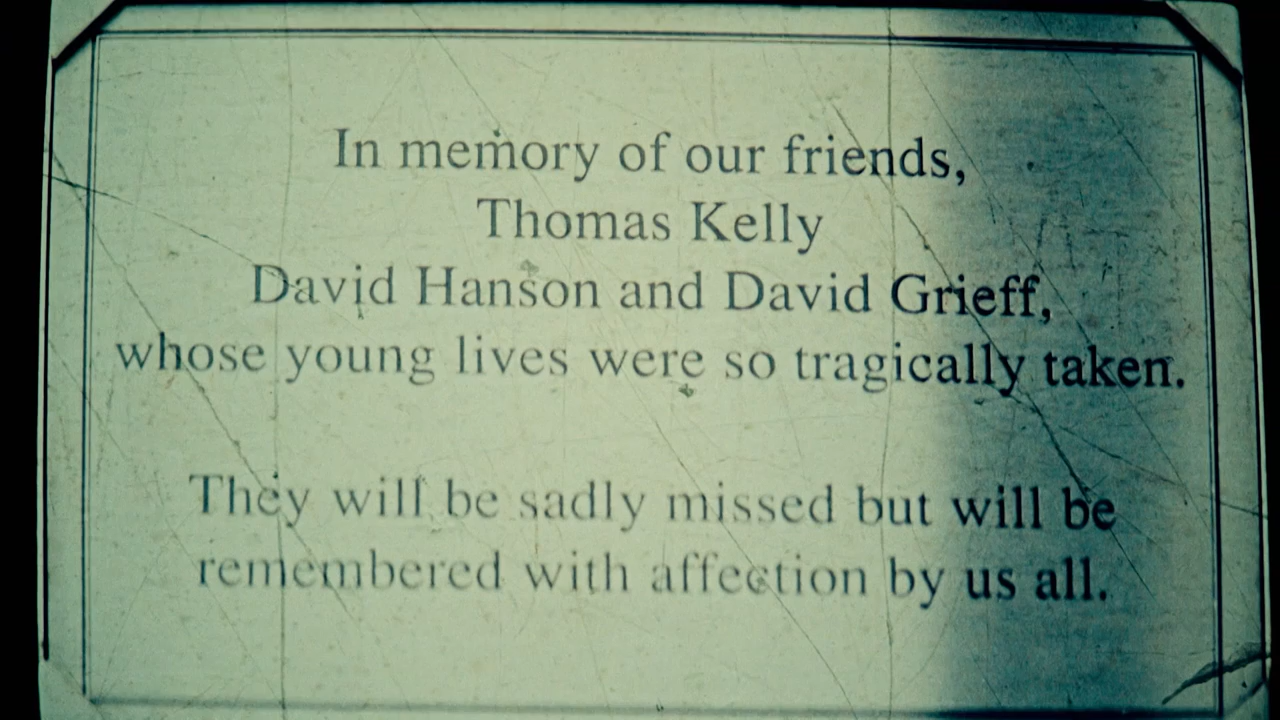 In memory of our friends,
Thomas Kelly
David Hanson and David Grieff,
whose young lives were so tragically taken.
They will be sadly missed but will be
remembered with affection by us all.